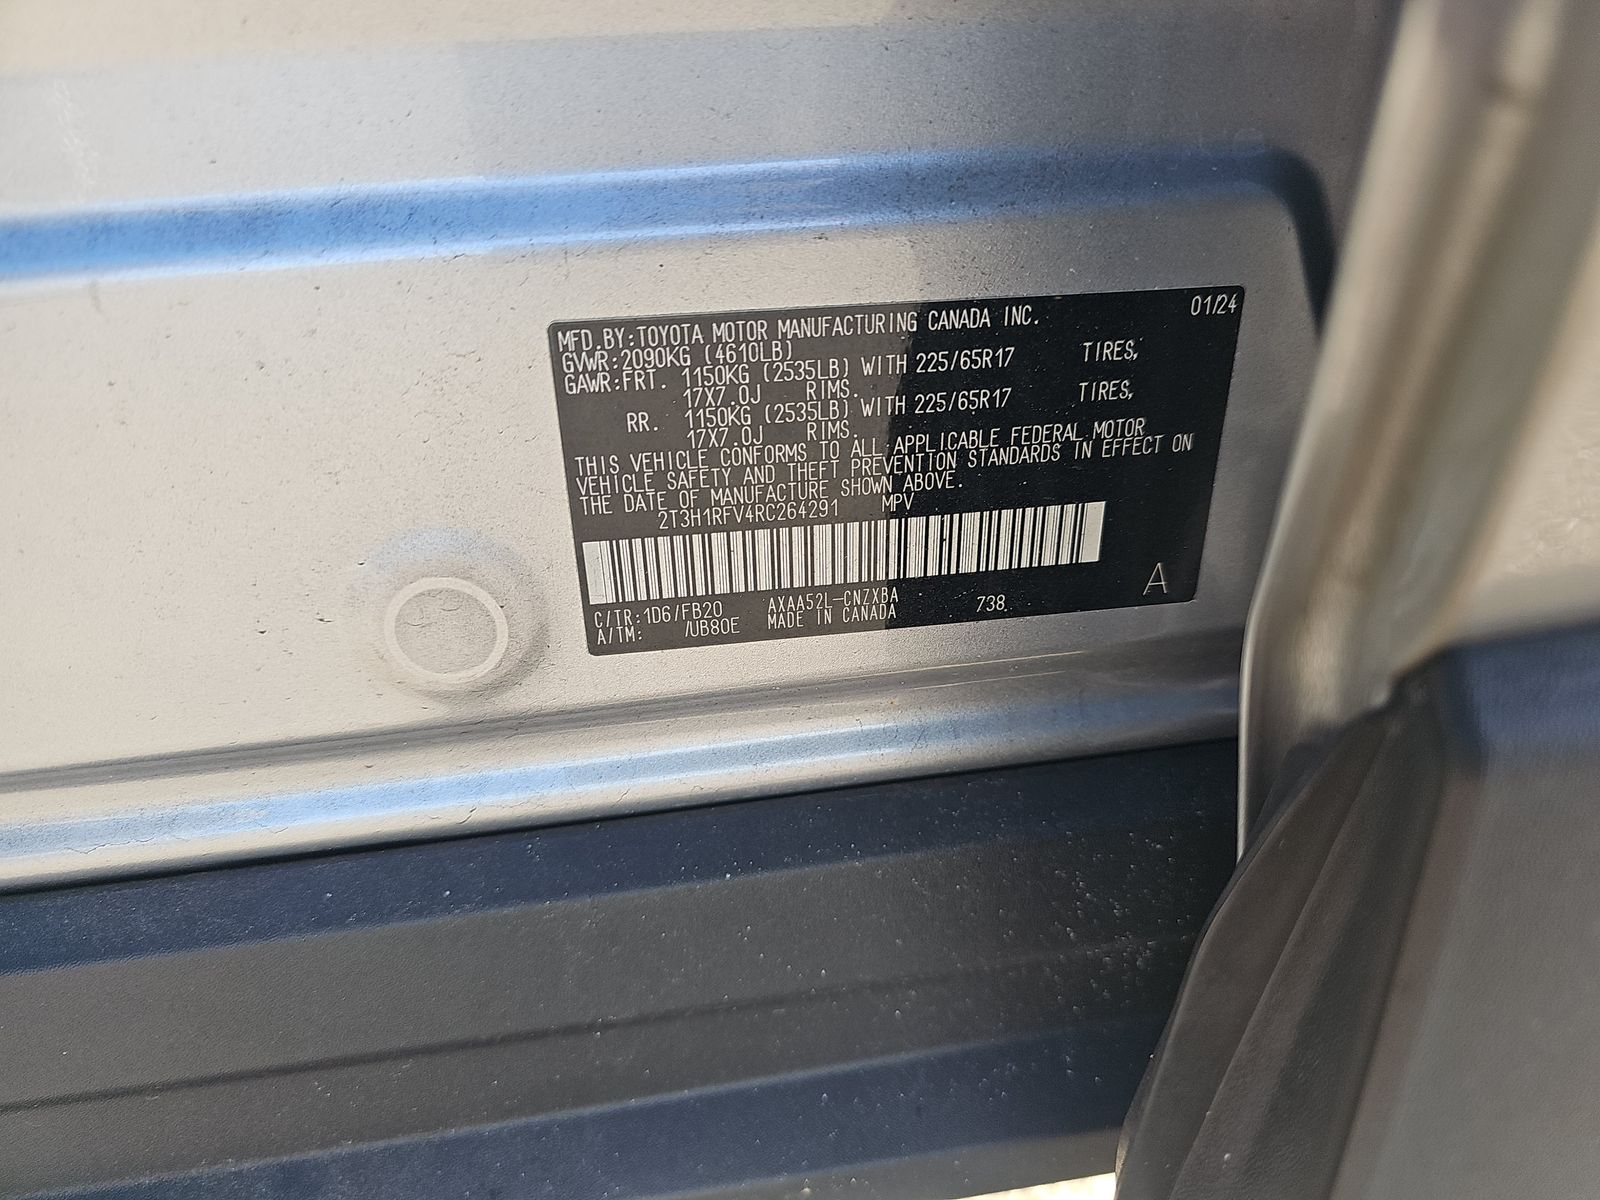 01/24
MFD.BY:TOYOTA MOTOR MANUFACTURING CANADA INC.
GVWR:2090KG (4610LB)
GAWR:FRT. 1150KG (2535LB) WITH 225/65R17 TIRES,
17X7.0J RIMS.
RR. 1150KG (2535LB) WITH 225/65R17 TIRES,
17X7.0J RIMS.
THIS VEHICLE CONFORMS TO ALL APPLICABLE FEDERAL MOTOR
VEHICLE SAFETY AND THEFT PREVENTION STANDARDS IN EFFECT ON
THE DATE OF MANUFACTURE SHOWN ABOVE.
2T3H1RFV4RC264291 MPV
C/TR:1D6/FB20 AXAA52L-CNZXBA 738
A/TM: /UB80E MADE IN CANADA
A